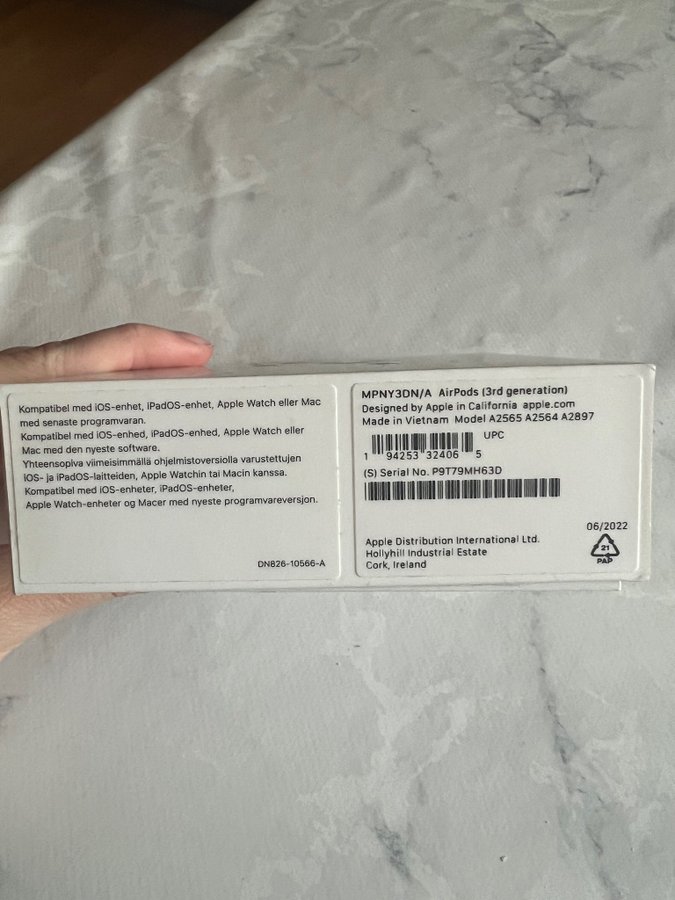 Kompatibel med iOS-enhet, iPadOS-enhet, Apple Watch eller Mac
med senaste programvaran.
Kompatibel med iOS-enhed, iPadOS-enhed, Apple Watch eller
Mac med den nyeste software.
Yhteensopiva viimeisimmällä ohjelmistoversiolla varustettujen
iOS- ja iPadOS-laitteiden, Apple Watchin tai Macin kanssa.
Kompatibel med iOS-enheter, iPadOS-enheter,
Apple Watch-enheter og Macer med nyeste programvareversjon.
DN826-10566-A
MPNY3DN/A AirPods (3rd generation)
Designed by Apple in California apple.com
Made in Vietnam Model A2565 A2564 A2897
UPC
1 94253 32406 5
(S) Serial No. P9T79MH63D
06/2022
Apple Distribution International Ltd.
Hollyhill Industrial Estate
Cork, Ireland
21
PAP